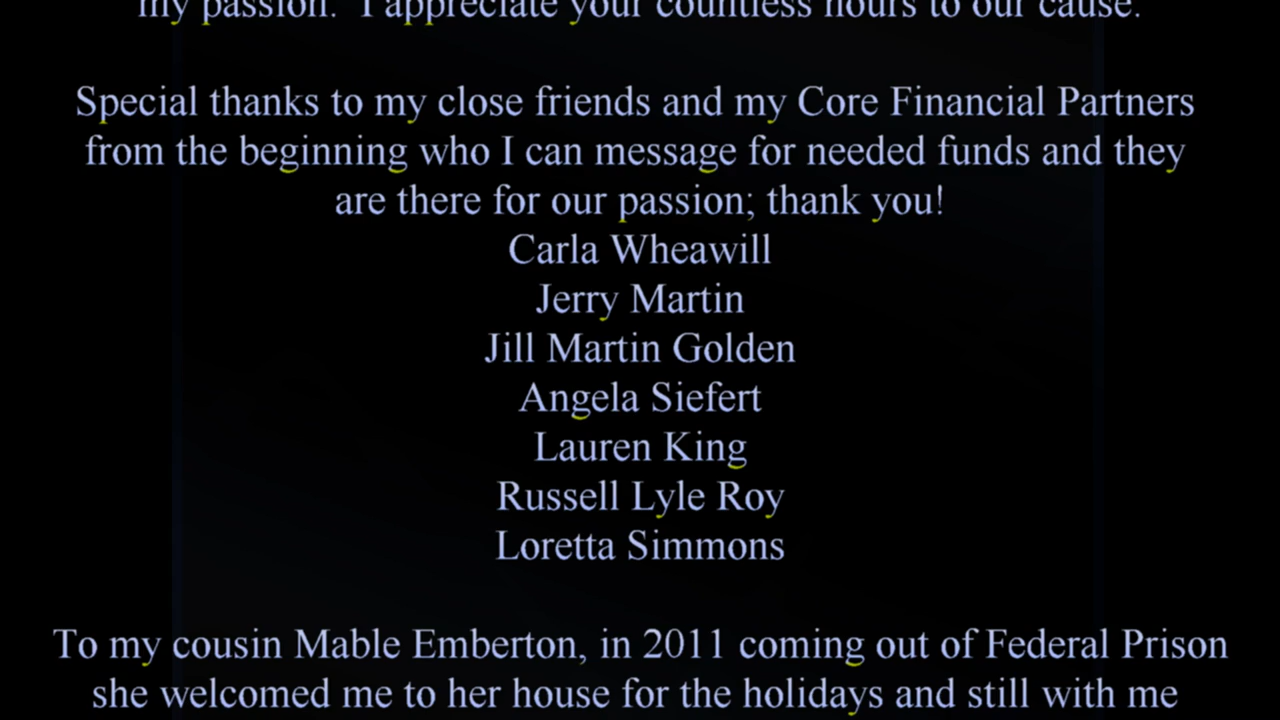 my passion. I appreciate your countless hours to our cause.
Special thanks to my close friends and my Core Financial Partners
from the beginning who I can message for needed funds and they
are there for our passion; thank you!
Carla Wheawill
Jerry Martin
Jill Martin Golden
Angela Siefert
Lauren King
Russell Lyle Roy
Loretta Simmons
To my cousin Mable Emberton, in 2011 coming out of Federal Prison
she welcomed me to her house for the holidays and still with me